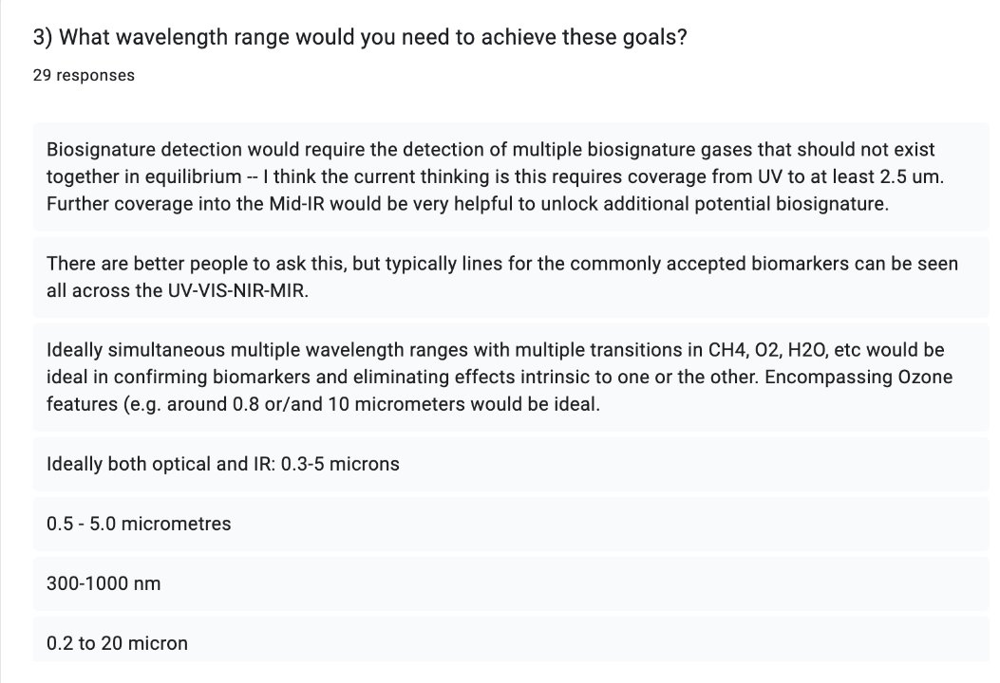 3) What wavelength range would you need to achieve these goals?
29 responses
Biosignature detection would require the detection of multiple biosignature gases that should not exist
together in equilibrium -- I think the current thinking is this requires coverage from UV to at least 2.5 um.
Further coverage into the Mid-IR would be very helpful to unlock additional potential biosignature.
There are better people to ask this, but typically lines for the commonly accepted biomarkers can be seen
all across the UV-VIS-NIR-MIR.
Ideally simultaneous multiple wavelength ranges with multiple transitions in CH4, O2, H2O, etc would be
ideal in confirming biomarkers and eliminating effects intrinsic to one or the other. Encompassing Ozone
features (e.g. around 0.8 or/and 10 micrometers would be ideal.
Ideally both optical and IR: 0.3-5 microns
0.5 - 5.0 micrometres
300-1000 nm
0.2 to 20 micron